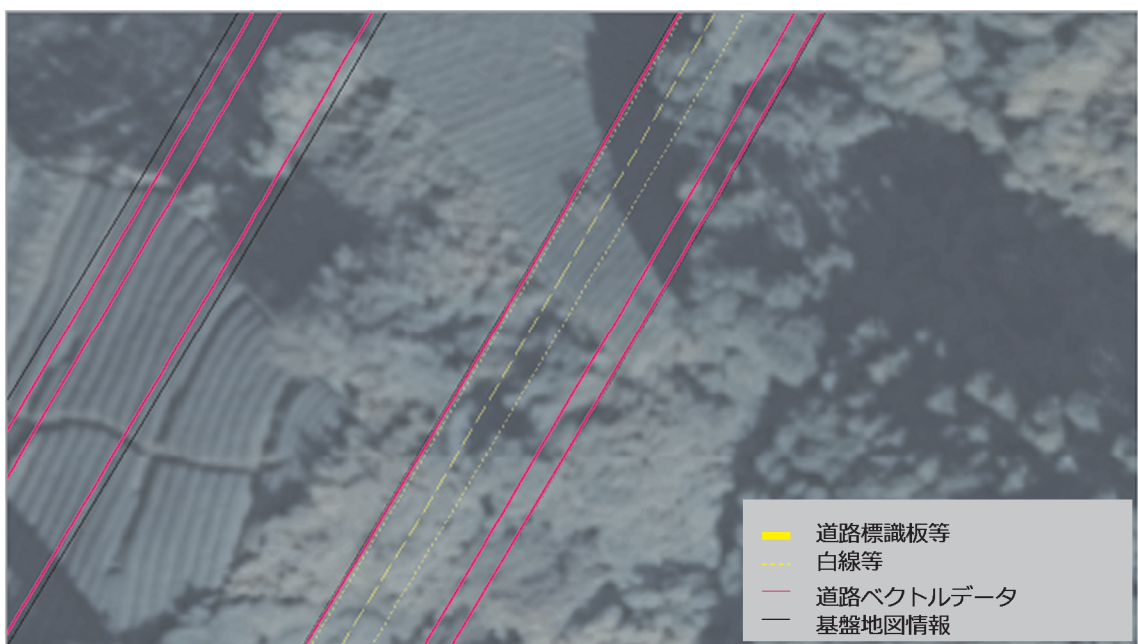 道路標識板等
白線等
道路ベクトルデータ
基盤地図情報